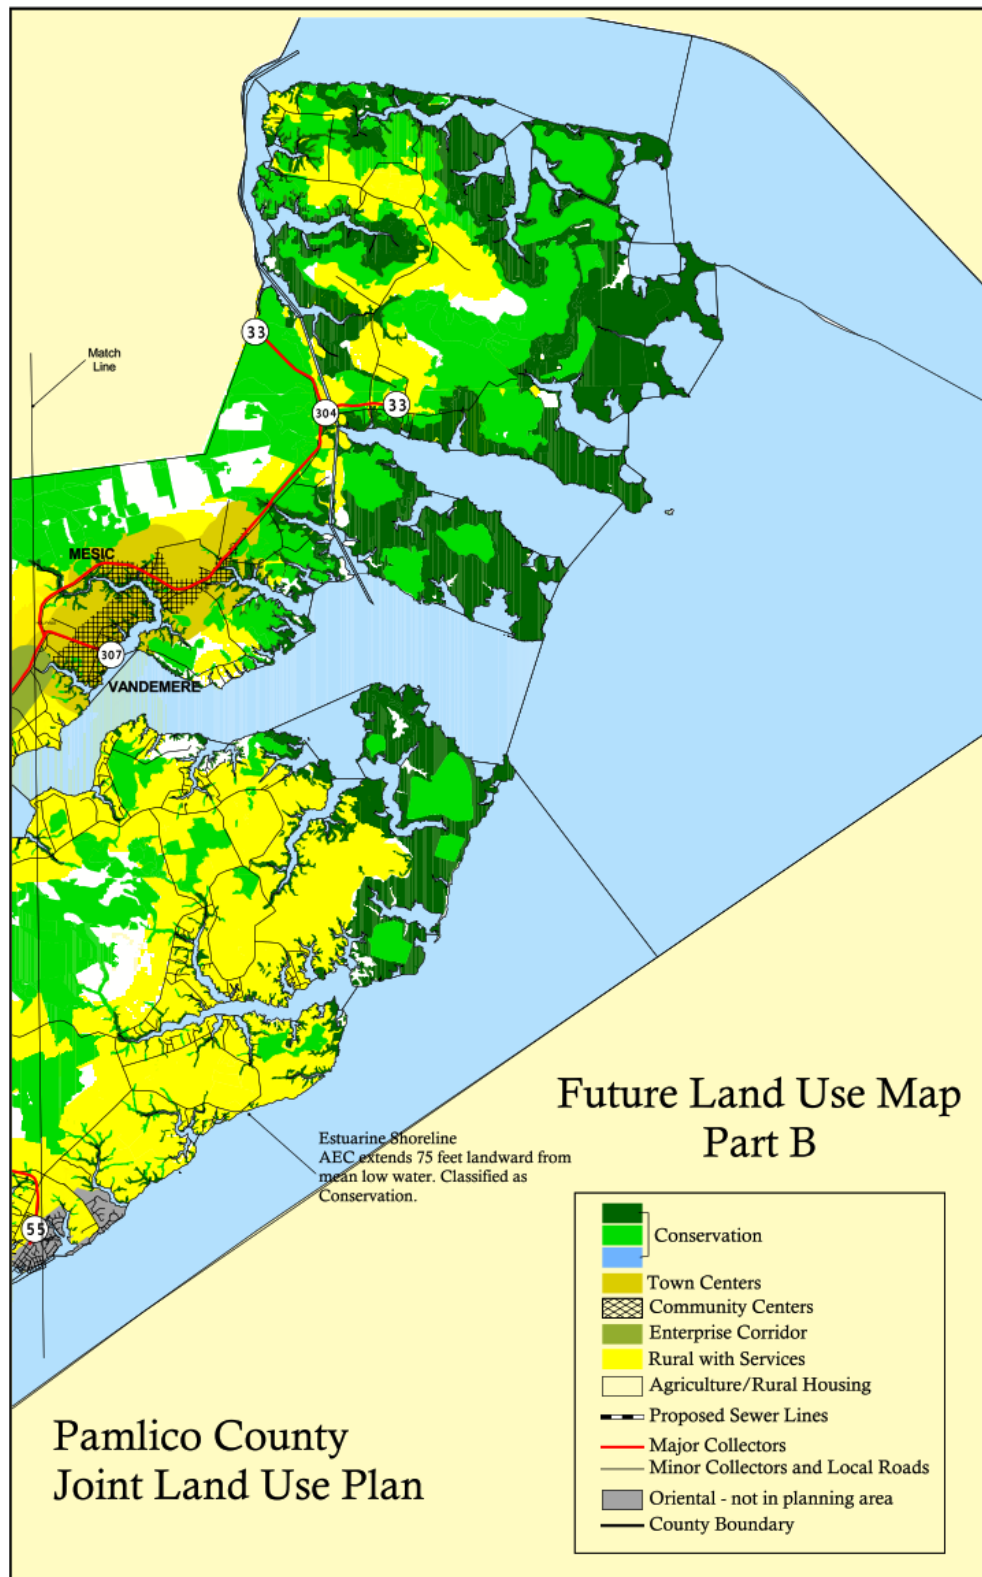 33
Match
Line
304
33
MESIC
307
VANDEMERE
Future Land Use Map
Part B
Estuarine Shoreline
AEC extends 75 feet landward from
mean low water. Classified as
Conservation.
55
Conservation
Town Centers
Community Centers
Enterprise Corridor
Rural with Services
Agriculture/Rural Housing
Proposed Sewer Lines
Major Collectors
Minor Collectors and Local Roads
Oriental - not in planning area
County Boundary
Pamlico County
Joint Land Use Plan